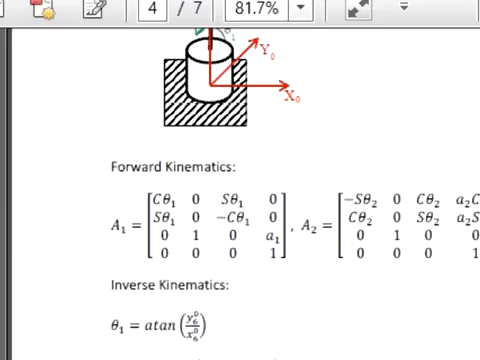 4 / 7 81.7%
1
Y₀
X₀
Forward Kinematics:
A₁ = [Cθ₁ 0 Sθ₁ 0
Sθ₁ 0 −Cθ₁ 0
0 1 0 a₁
0 0 0 1], A₂ = [−Sθ₂ 0 Cθ₂ a₂C
Cθ₂ 0 Sθ₂ a₂S
0 1 0 0
0 0 0 1
Inverse Kinematics:
θ₁ = atan(y₆⁰/x₆⁰)